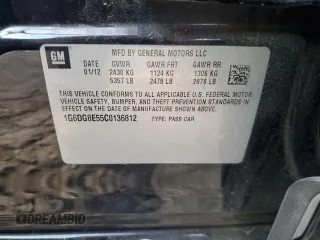 GM
MFD BY GENERAL MOTORS LLC
01/12 GVWR GAWR FRT GAWR RR
2430 KG 1124 KG 1306 KG
5357 LB 2478 LB 2879 LB
THIS VEHICLE CONFORMS TO ALL APPLICABLE U.S. FEDERAL MOTOR
VEHICLE SAFETY, BUMPER, AND THEFT PREVENTION STANDARDS IN
EFFECT ON THE DATE OF MANUFACTURE SHOWN ABOVE.
1G6DG8E55C0136812 TYPE: PASS CAR
DREAMBID